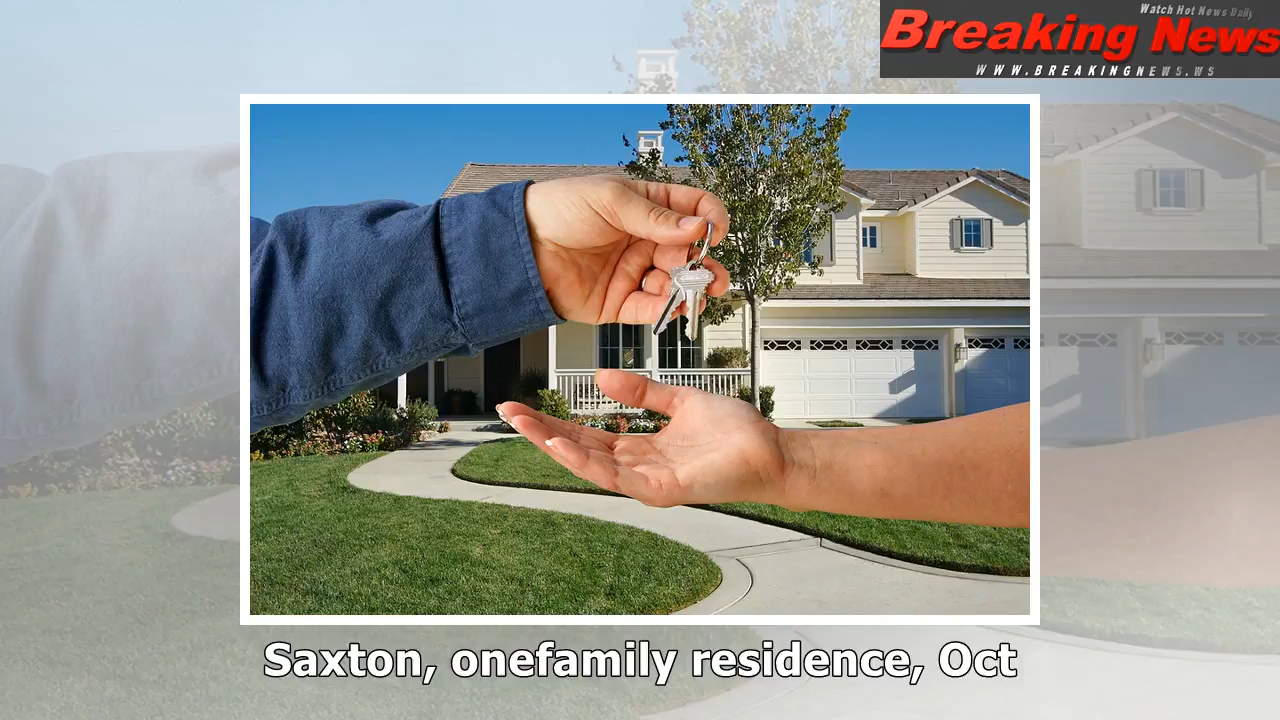 Watch Hot News Daily
Breaking News
WWW.BREAKINGNEWS.WS
Saxton, onefamily residence, Oct